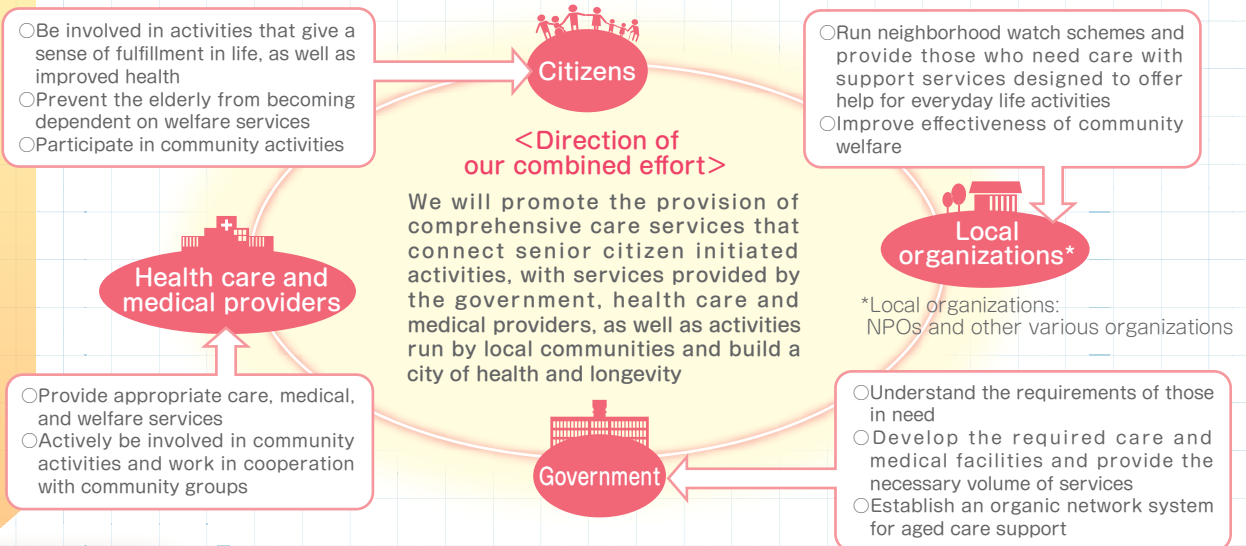 ○Be involved in activities that give a
sense of fulfillment in life, as well as
improved health
○Prevent the elderly from becoming
dependent on welfare services
○Participate in community activities
Citizens
○Run neighborhood watch schemes and
provide those who need care with
support services designed to offer
help for everyday life activities
○Improve effectiveness of community
welfare
<Direction of
our combined effort>
We will promote the provision of
comprehensive care services that
connect senior citizen initiated
activities, with services provided by
the government, health care and
medical providers, as well as activities
run by local communities and build a
city of health and longevity
Health care and
medical providers
Local
organizations*
*Local organizations:
NPOs and other various organizations
○Provide appropriate care, medical,
and welfare services
○Actively be involved in community
activities and work in cooperation
with community groups
Government
○Understand the requirements of those
in need
○Develop the required care and
medical facilities and provide the
necessary volume of services
○Establish an organic network system
for aged care support